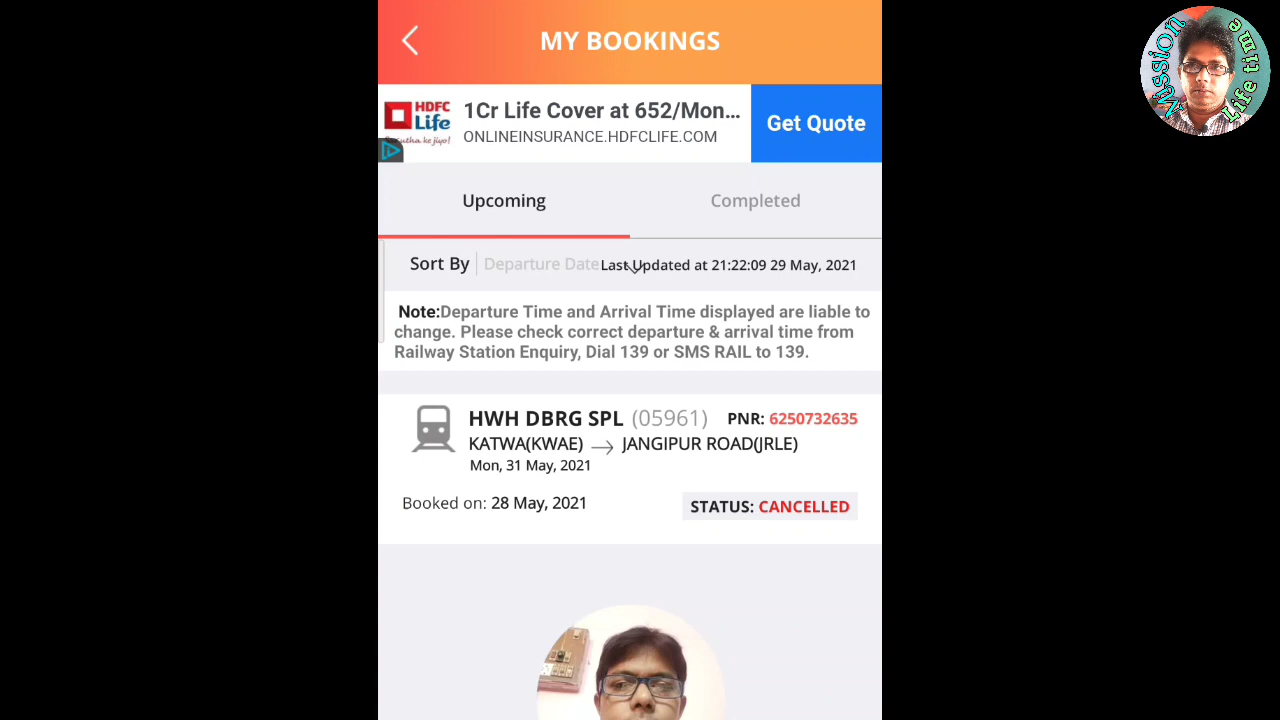 MY BOOKINGS
Mission Life time
HDFC Life
1Cr Life Cover at 652/Mon...
ONLINEINSURANCE.HDFCLIFE.COM
Get Quote
Upcoming
Completed
Sort By Departure Date
Last Updated at 21:22:09 29 May, 2021
Note:Departure Time and Arrival Time displayed are liable to
change. Please check correct departure & arrival time from
Railway Station Enquiry, Dial 139 or SMS RAIL to 139.
HWH DBRG SPL (05961) PNR: 6250732635
KATWA(KWAE) → JANGIPUR ROAD(JRLE)
Mon, 31 May, 2021
Booked on: 28 May, 2021
STATUS: CANCELLED